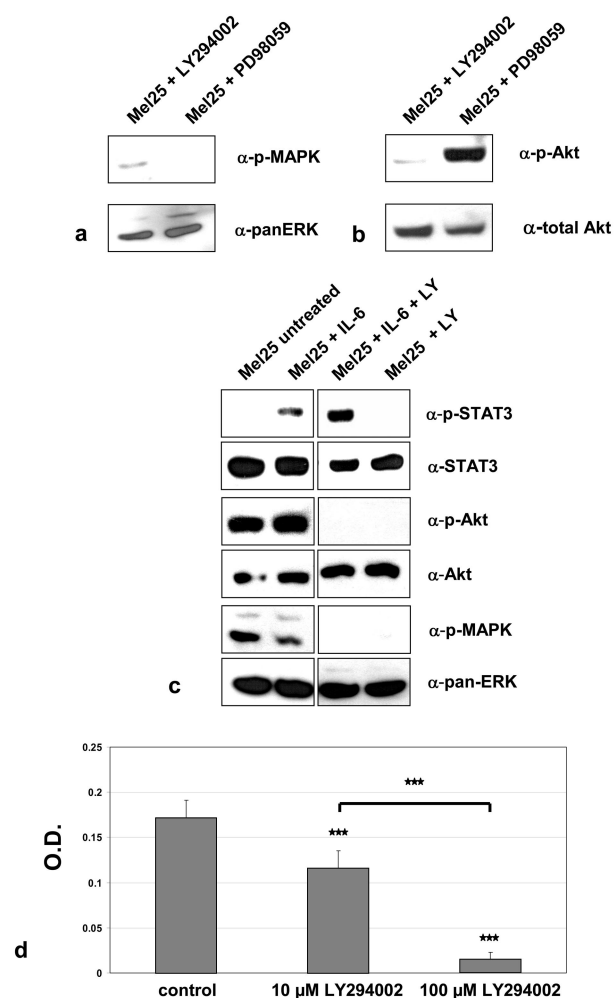 Mel25 + LY294002
Mel25 + PD98059
α-p-MAPK
α-panERK
a
Mel25 + LY294002
Mel25 + PD98059
α-p-Akt
α-total Akt
b
Mel25 untreated
Mel25 + IL-6
Mel25 + IL-6 + LY
Mel25 + LY
α-p-STAT3
α-STAT3
α-p-Akt
α-Akt
α-p-MAPK
α-pan-ERK
c
0.25
0.2
0.15
0.1
0.05
0
O.D.
***
***
***
control
10 µM LY294002
100 µM LY294002
d